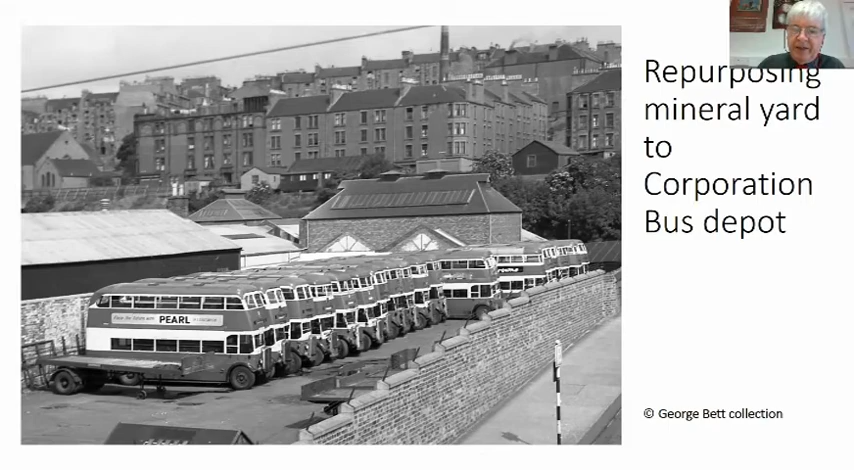 Repurposing
mineral yard
to
Corporation
Bus depot
PEARL
© George Bett collection